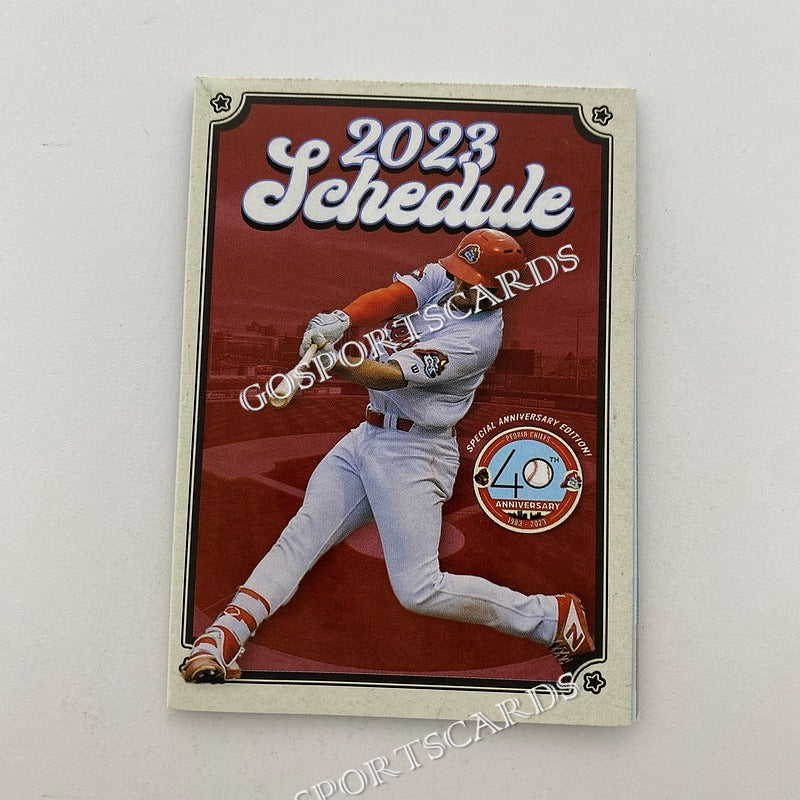 2023
Schedule
GOSPORTSCARDS
SPECIAL ANNIVERSARY EDITION!
PEORIA CHIEFS
40TH
ANNIVERSARY
1983 - 2023
N
W
GOSPORTSCARDS